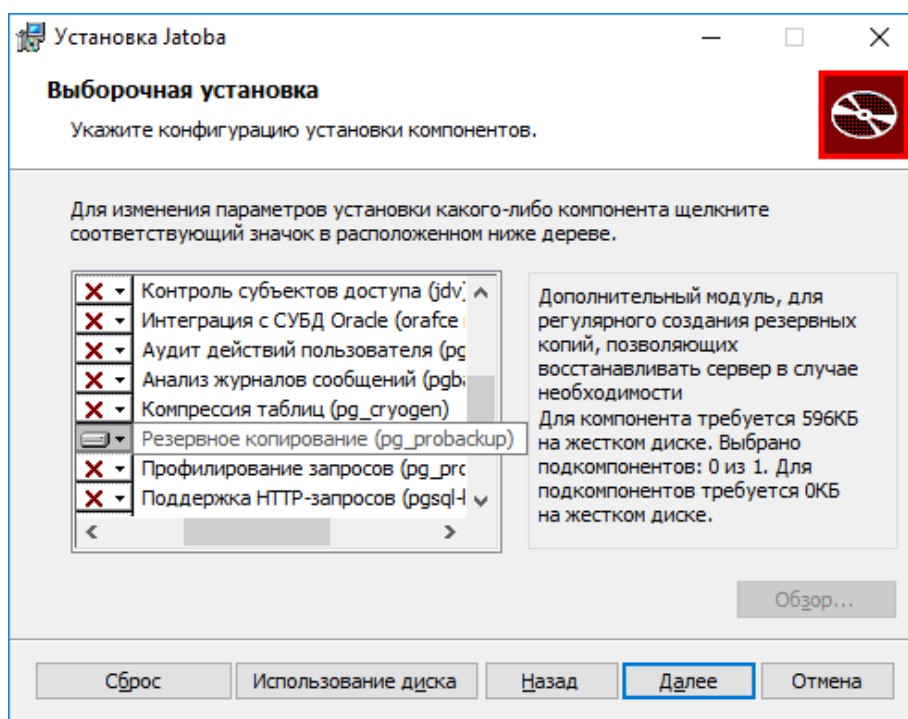 Установка Jatoba
Выборочная установка
Укажите конфигурацию установки компонентов.
Для изменения параметров установки какого-либо компонента щелкните
соответствующий значок в расположенном ниже дереве.
Контроль субъектов доступа (jdv)
Интеграция с СУБД Oracle (orafce
Аудит действий пользователя (pg
Анализ журналов сообщений (pgba
Компрессия таблиц (pg_cryogen)
Резервное копирование (pg_probackup)
Профилирование запросов (pg_pro
Поддержка HTTP-запросов (pgsql-h
Дополнительный модуль, для
регулярного создания резервных
копий, позволяющих
восстанавливать сервер в случае
необходимости
Для компонента требуется 596КБ
на жестком диске. Выбрано
подкомпонентов: 0 из 1. Для
подкомпонентов требуется 0КБ
на жестком диске.
Обзор...
Сброс
Использование диска
Назад
Далее
Отмена